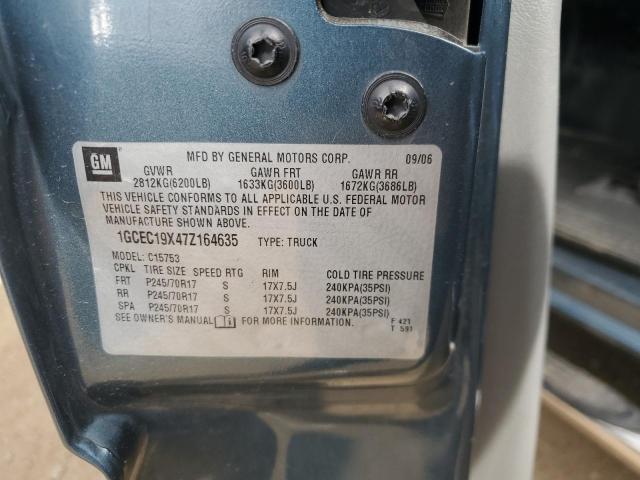 GM
MFD BY GENERAL MOTORS CORP. 09/06
GVWR GAWR FRT GAWR RR
2812KG(6200LB) 1633KG(3600LB) 1672KG(3686LB)
THIS VEHICLE CONFORMS TO ALL APPLICABLE U.S. FEDERAL MOTOR
VEHICLE SAFETY STANDARDS IN EFFECT ON THE DATE OF
MANUFACTURE SHOWN ABOVE.
1GCEC19X47Z164635 TYPE: TRUCK
MODEL: C15753
CPKL TIRE SIZE SPEED RTG RIM COLD TIRE PRESSURE
FRT P245/70R17 S 17X7.5J 240KPA(35PSI)
RR P245/70R17 S 17X7.5J 240KPA(35PSI)
SPA P245/70R17 S 17X7.5J 240KPA(35PSI)
SEE OWNER'S MANUAL FOR MORE INFORMATION.
F 421
T 591